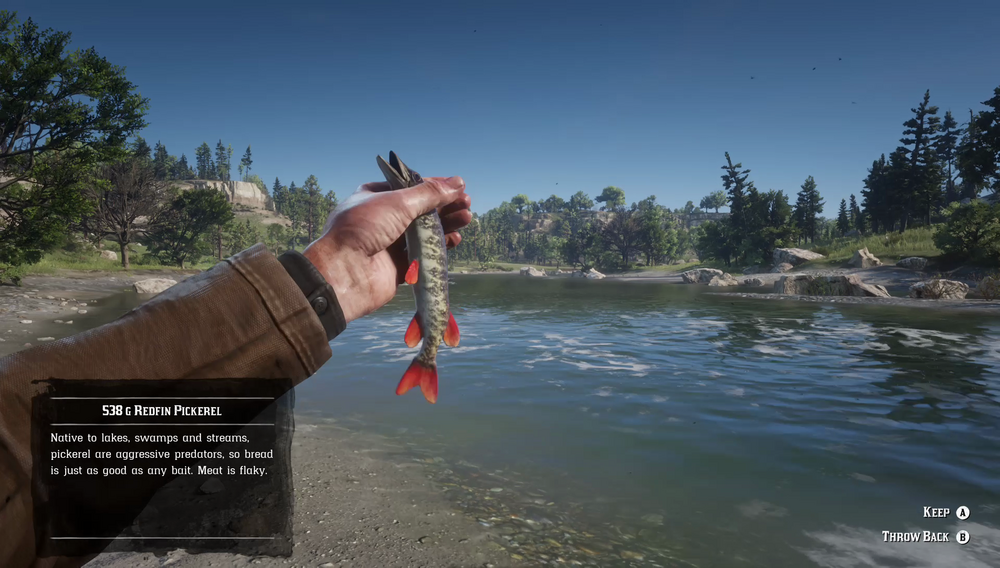 538 g Redfin Pickerel
Native to lakes, swamps and streams,
pickerel are aggressive predators, so bread
is just as good as any bait. Meat is flaky.
Keep A
Throw Back B